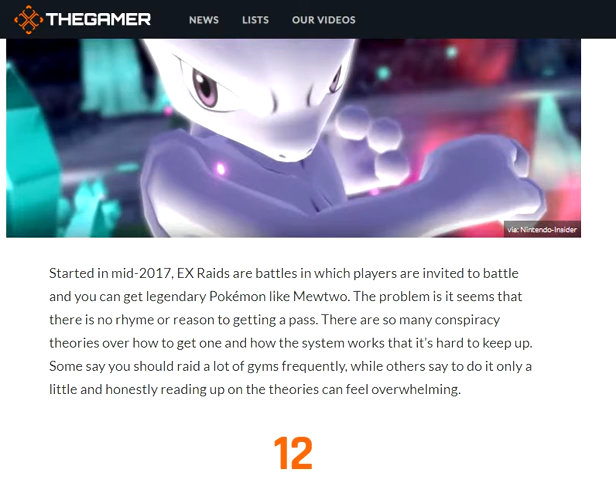 THEGAMER NEWS LISTS OUR VIDEOS
via: Nintendo-Insider
Started in mid-2017, EX Raids are battles in which players are invited to battle
and you can get legendary Pokémon like Mewtwo. The problem is it seems that
there is no rhyme or reason to getting a pass. There are so many conspiracy
theories over how to get one and how the system works that it's hard to keep up.
Some say you should raid a lot of gyms frequently, while others say to do it only a
little and honestly reading up on the theories can feel overwhelming.
12